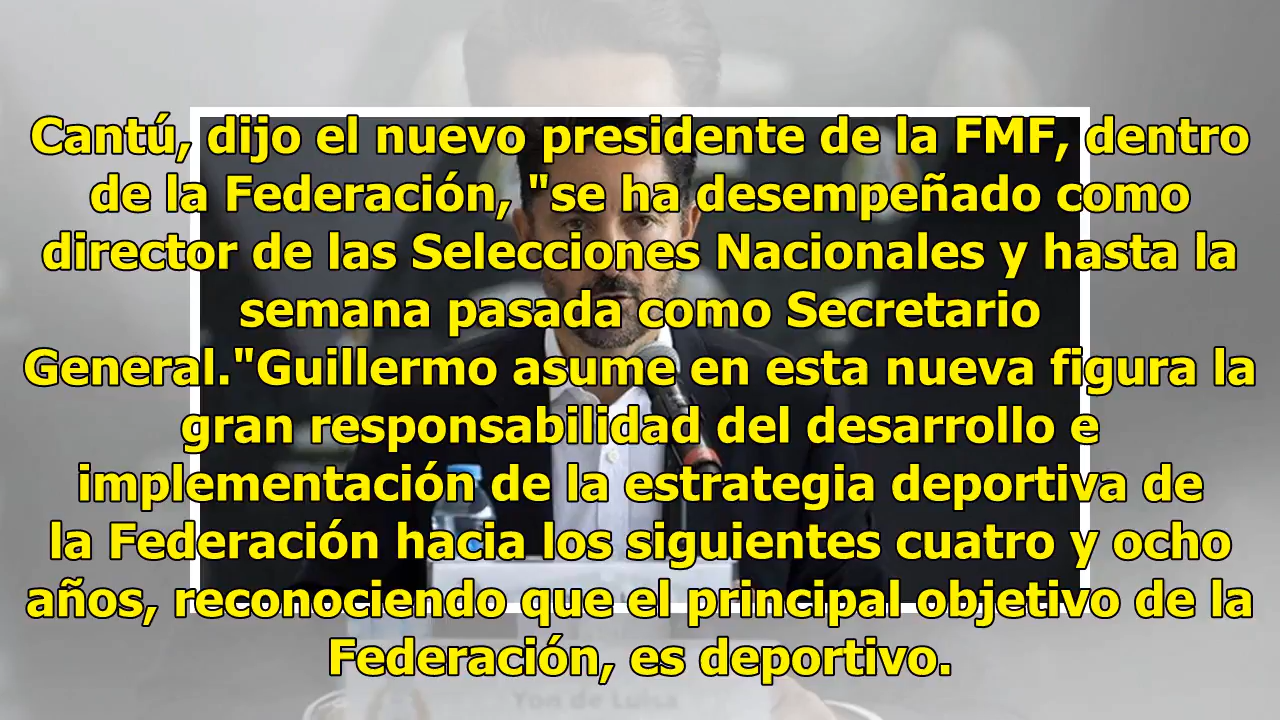 Cantú, dijo el nuevo presidente de la FMF, dentro
de la Federación, "se ha desempeñado como
director de las Selecciones Nacionales y hasta la
semana pasada como Secretario
General."Guillermo asume en esta nueva figura la
gran responsabilidad del desarrollo e
implementación de la estrategia deportiva de
la Federación hacia los siguientes cuatro y ocho
años, reconociendo que el principal objetivo de la
Federación, es deportivo.
Yon de Luisa